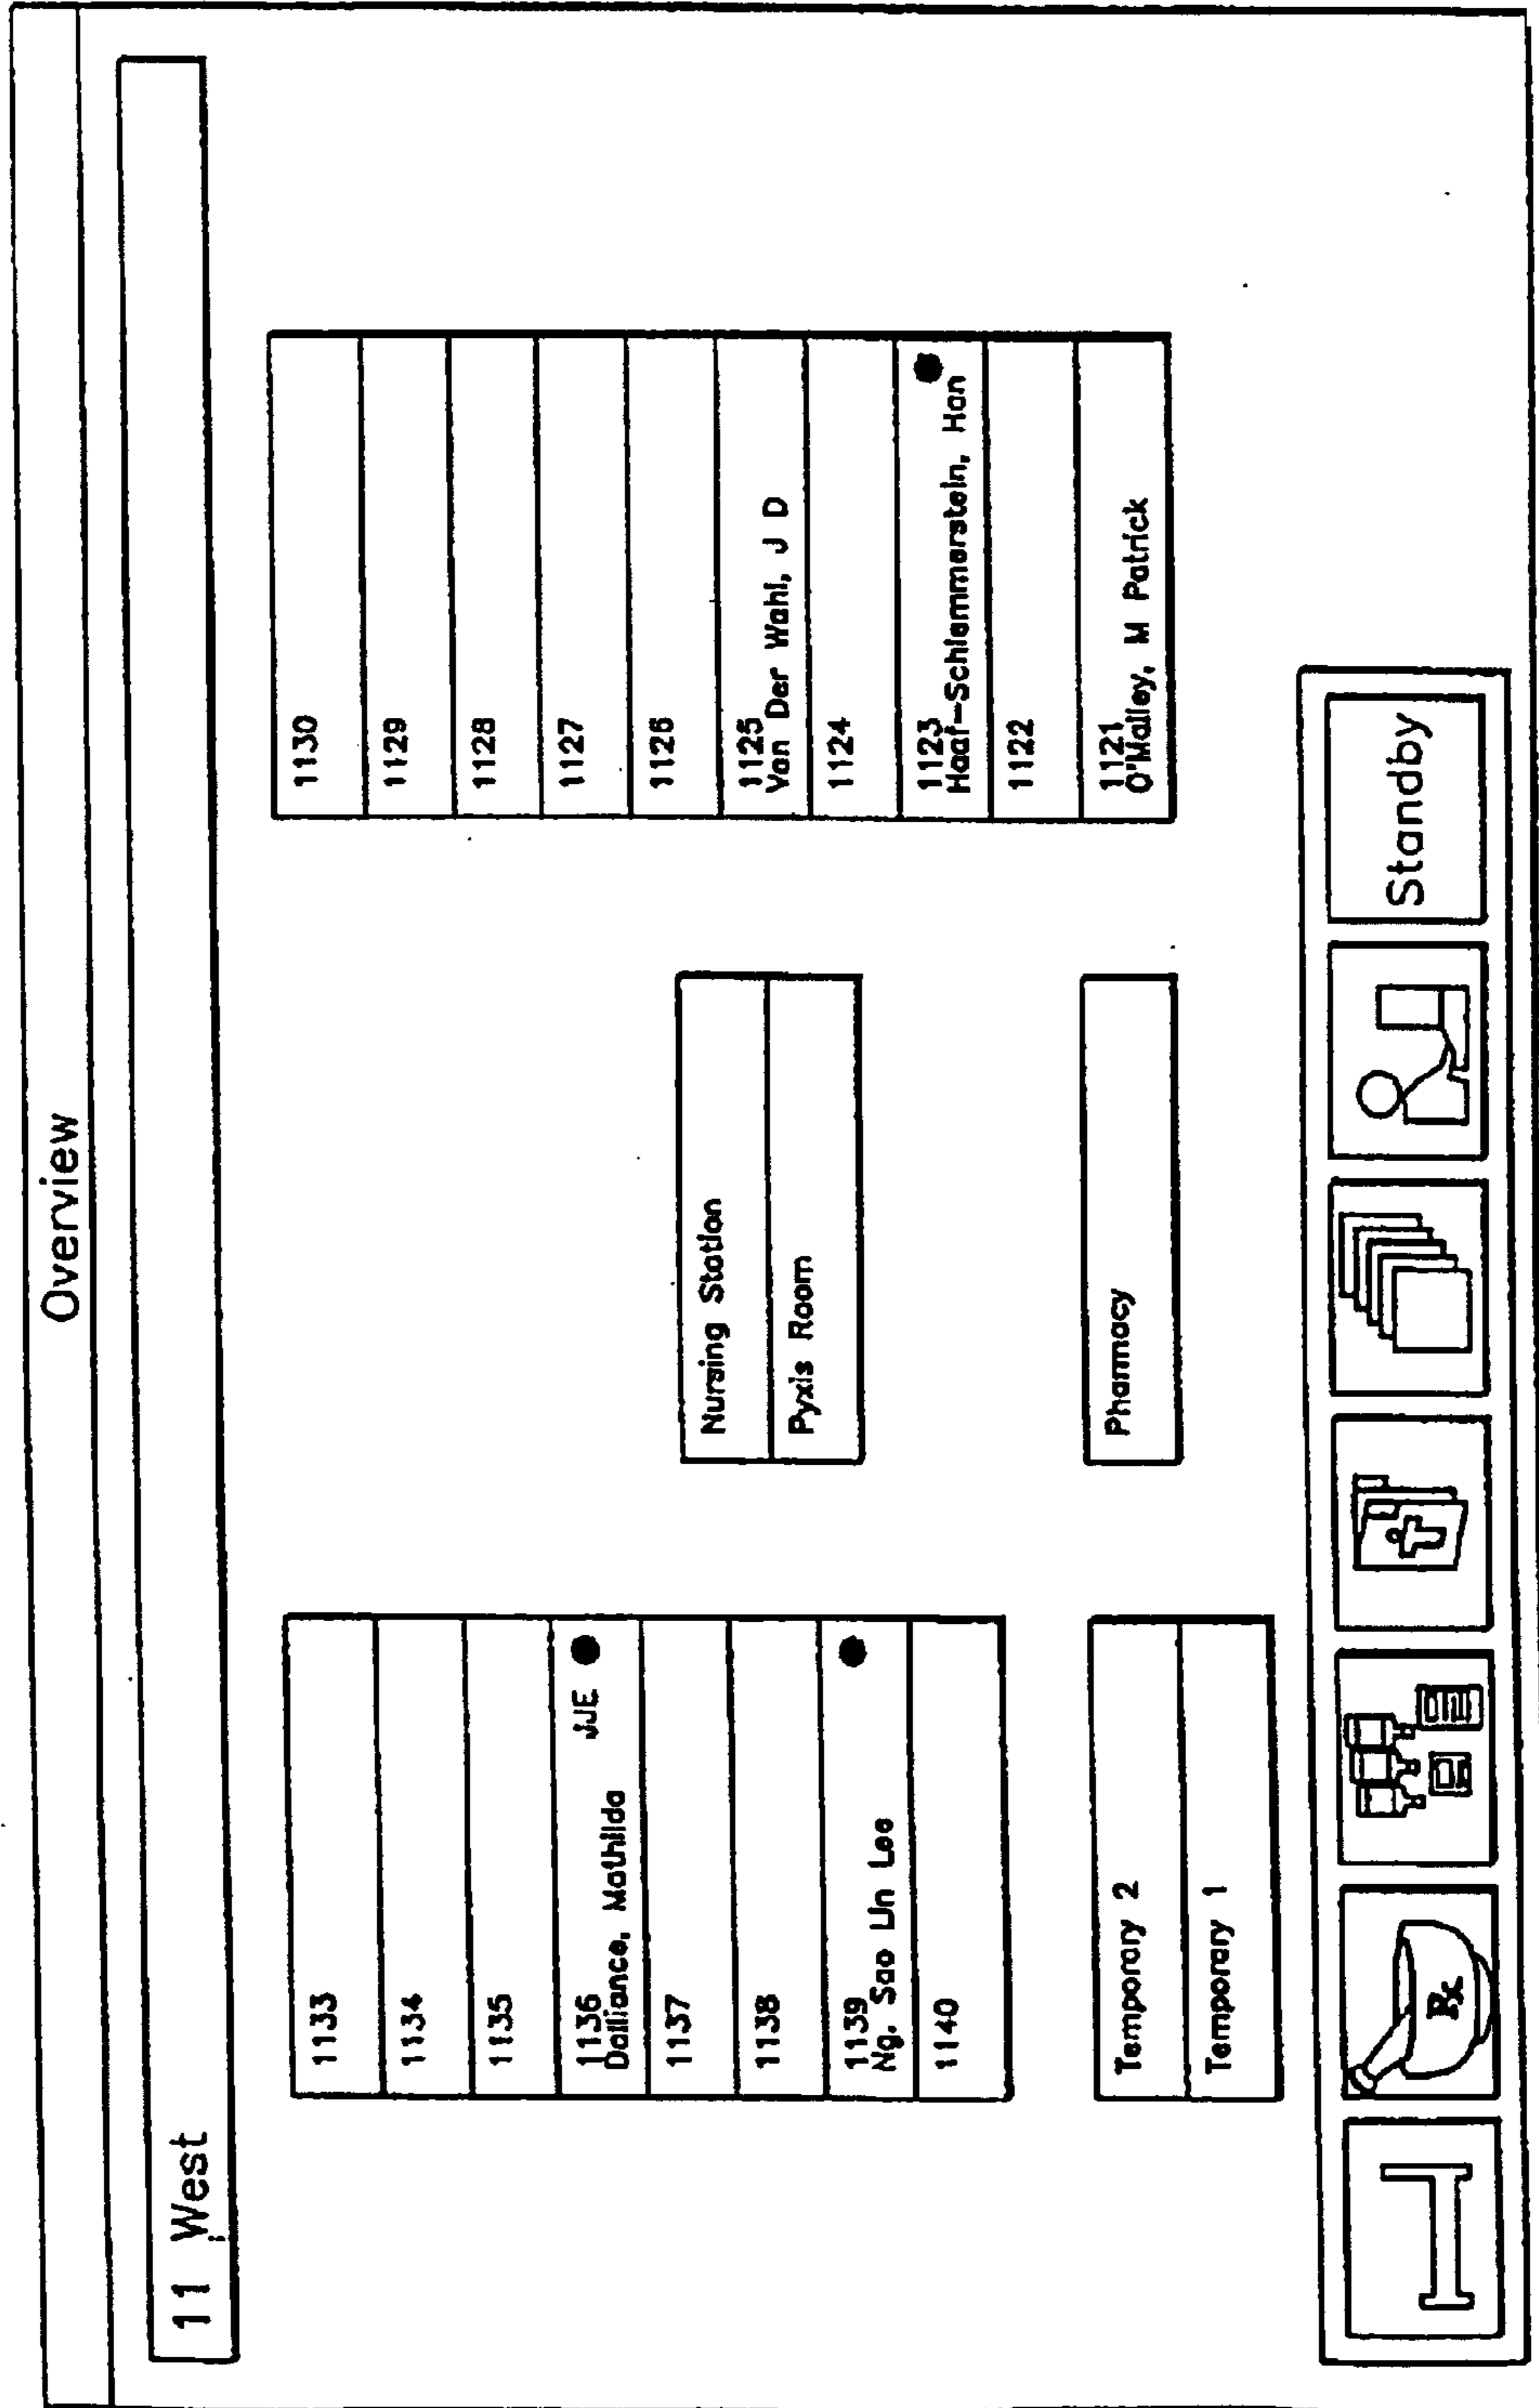 Overview
11 West
1133
1134
1135
1136 JJE
Dalliance, Mathilda
1137
1138
1139
Ng, Sao Lin Lee
1140
Temporary 2
Temporary 1
Nursing Station
Pyxis Room
Pharmacy
1130
1129
1128
1127
1126
1125
Van Der Wahl, J D
1124
1123
Haaf-Schlammerstein, Han
1122
1121
O'Malley, M Patrick
Rx
Standby